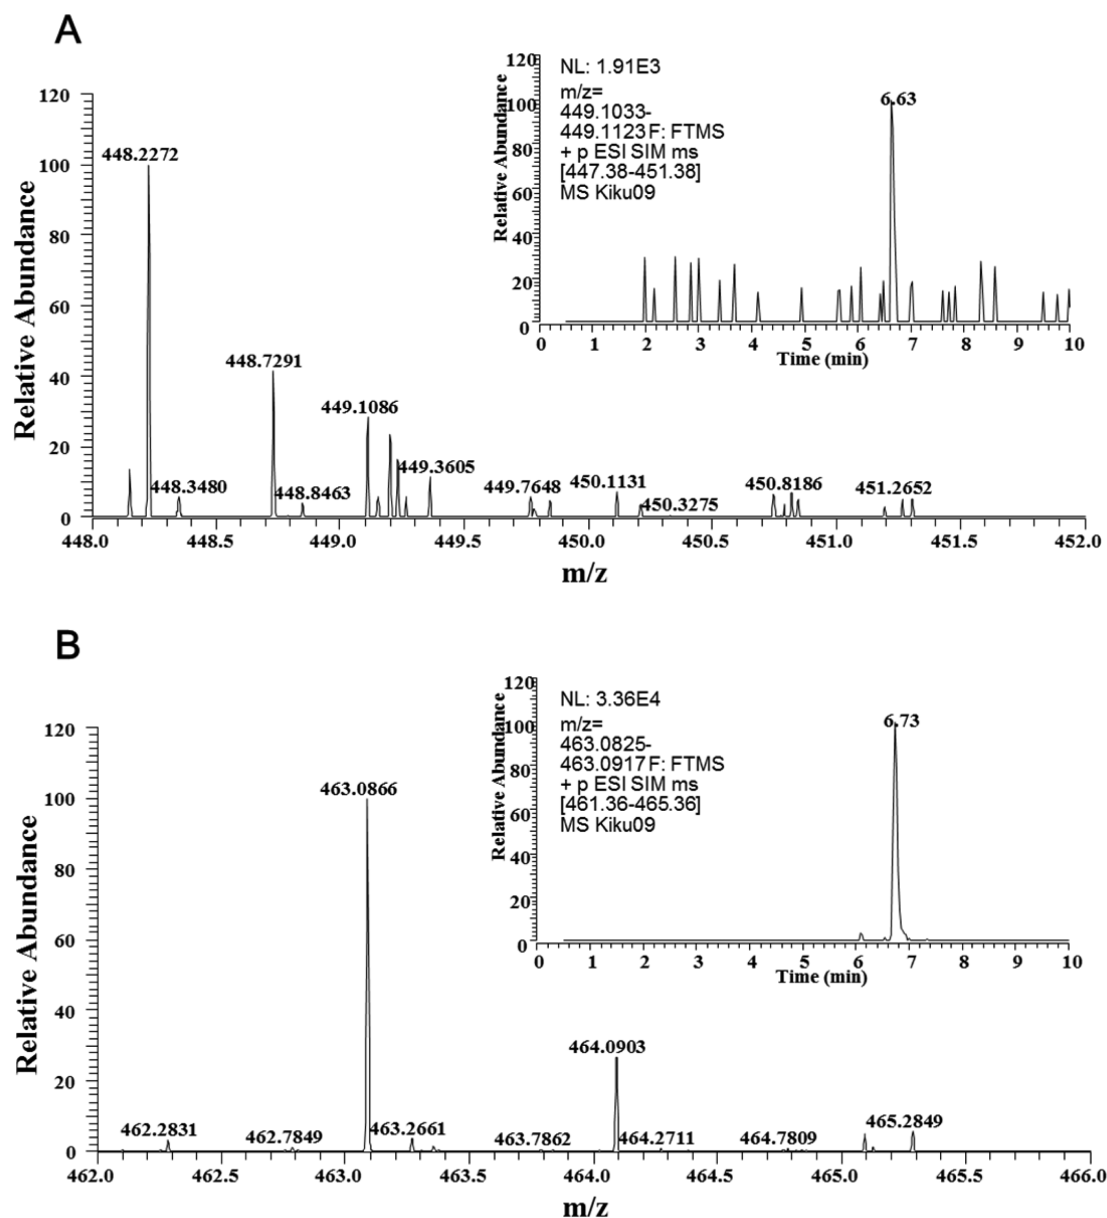 A
NL: 1.91E3
m/z=
449.1033-
449.1123 F: FTMS
+ p ESI SIM ms
[447.38-451.38]
MS Kiku09
6.63
120
100
80
60
40
20
0
Relative Abundance
0 1 2 3 4 5 6 7 8 9 10
Time (min)
120
100
80
60
40
20
0
Relative Abundance
448.2272
448.7291
449.1086
448.3480
448.8463
449.3605
449.7648
450.1131
450.3275
450.8186
451.2652
448.0 448.5 449.0 449.5 450.0 450.5 451.0 451.5 452.0
m/z
B
NL: 3.36E4
m/z=
463.0825-
463.0917 F: FTMS
+ p ESI SIM ms
[461.36-465.36]
MS Kiku09
6.73
120
100
80
60
40
20
0
Relative Abundance
0 1 2 3 4 5 6 7 8 9 10
Time (min)
120
100
80
60
40
20
0
Relative Abundance
463.0866
464.0903
462.2831
462.7849
463.2661
463.7862
464.2711
464.7809
465.2849
462.0 462.5 463.0 463.5 464.0 464.5 465.0 465.5 466.0
m/z